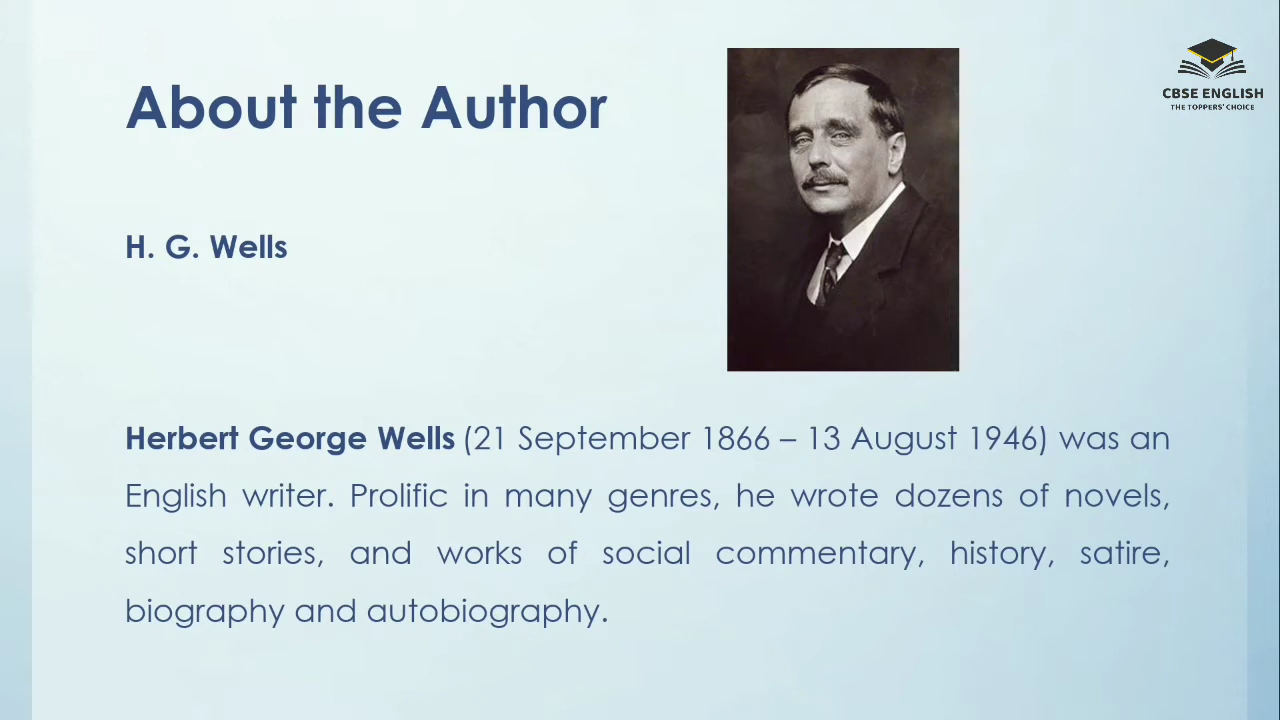 About the Author
CBSE ENGLISH
THE TOPPERS' CHOICE
H. G. Wells
Herbert George Wells (21 September 1866 – 13 August 1946) was an
English writer. Prolific in many genres, he wrote dozens of novels,
short stories, and works of social commentary, history, satire,
biography and autobiography.